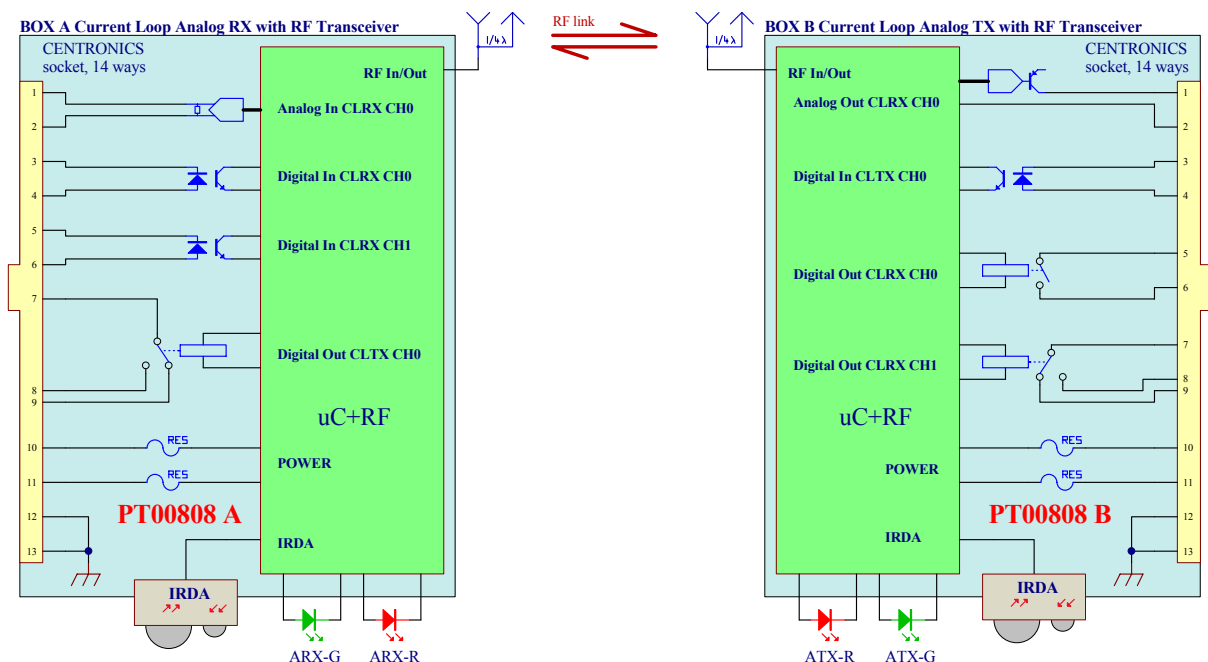 BOX A Current Loop Analog RX with RF Transceiver
CENTRONICS
socket, 14 ways
1/4 λ
RF In/Out
Analog In CLRX CH0
Digital In CLRX CH0
Digital In CLRX CH1
Digital Out CLTX CH0
uC+RF
POWER
IRDA
1
2
3
4
5
6
7
8
9
10
11
12
13
RES
RES
PT00808 A
IRDA
ARX-G
ARX-R
RF link
BOX B Current Loop Analog TX with RF Transceiver
1/4 λ
CENTRONICS
socket, 14 ways
RF In/Out
Analog Out CLRX CH0
Digital In CLTX CH0
Digital Out CLRX CH0
Digital Out CLRX CH1
uC+RF
POWER
IRDA
1
2
3
4
5
6
7
8
9
10
11
12
13
RES
RES
PT00808 B
IRDA
ATX-R
ATX-G